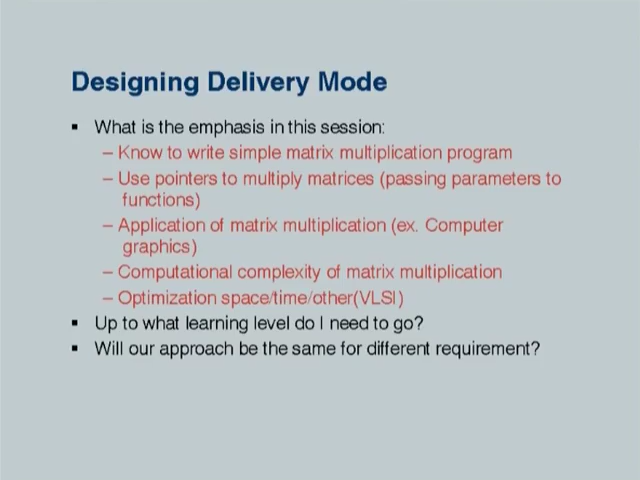 Designing Delivery Mode
▪ What is the emphasis in this session:
– Know to write simple matrix multiplication program
– Use pointers to multiply matrices (passing parameters to
functions)
– Application of matrix multiplication (ex. Computer
graphics)
– Computational complexity of matrix multiplication
– Optimization space/time/other(VLSI)
▪ Up to what learning level do I need to go?
▪ Will our approach be the same for different requirement?